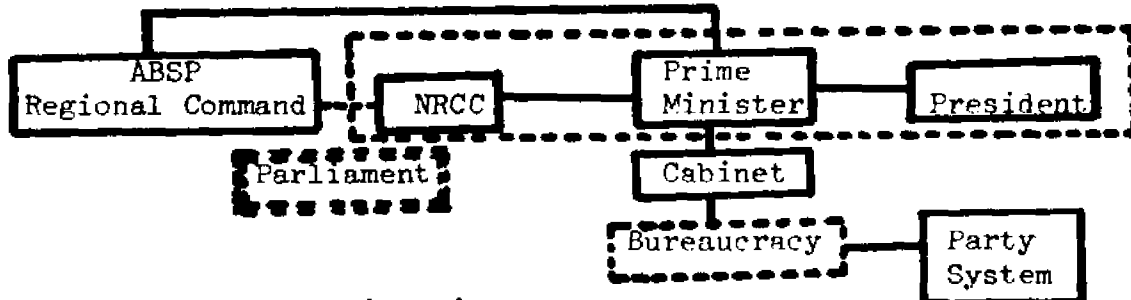 ABSP
Regional Command
NRCC
Prime
Minister
President
Parliament
Cabinet
Bureaucracy
Party
System